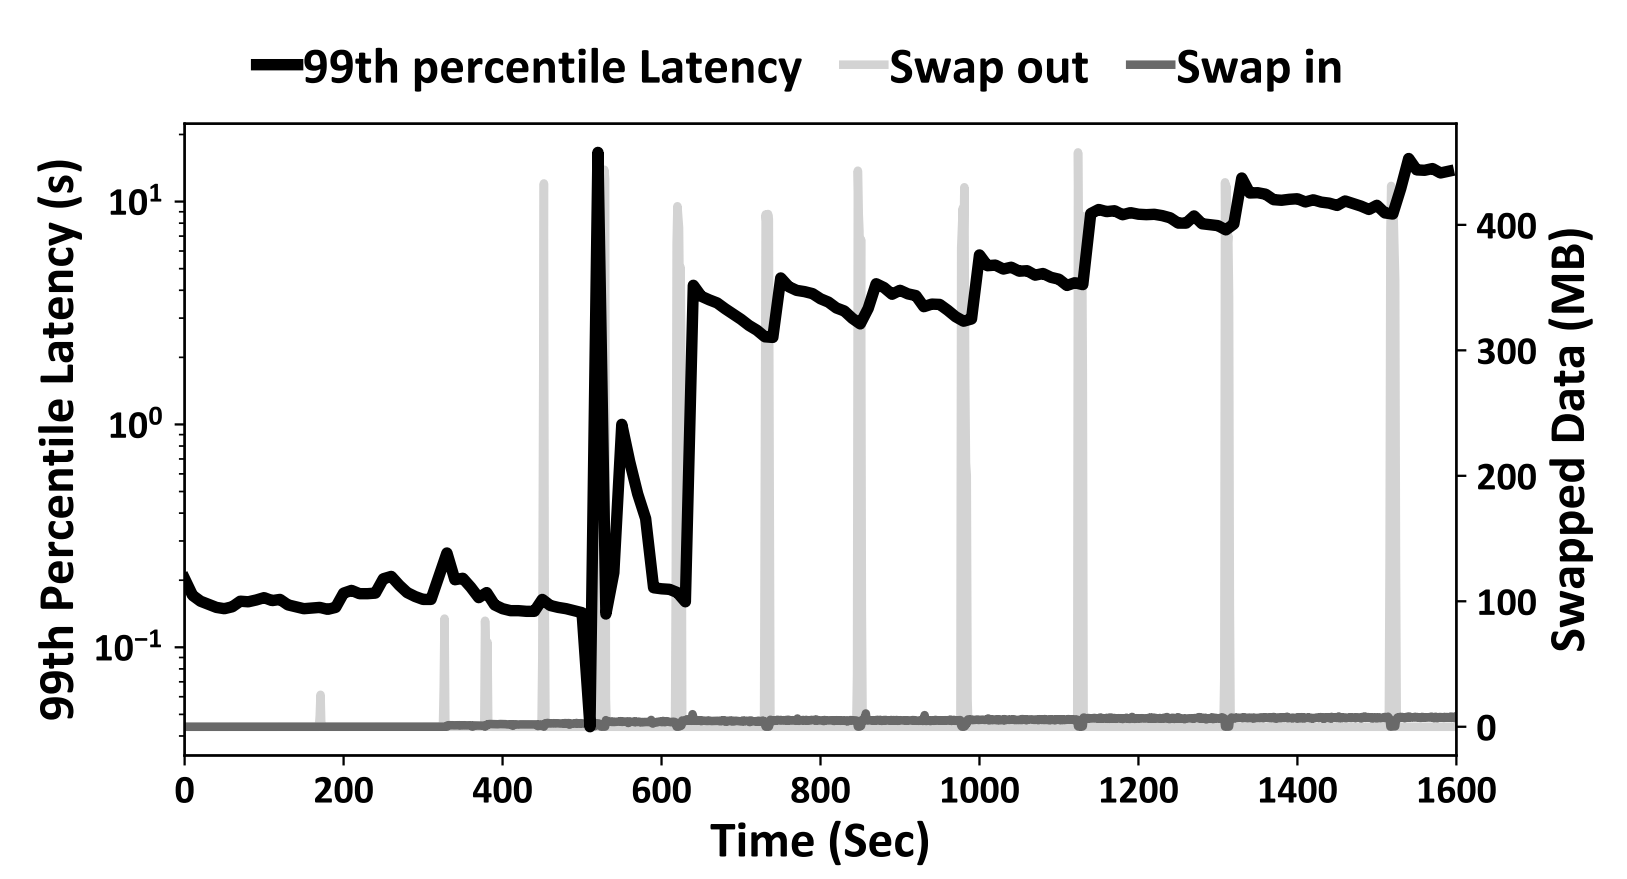 99th percentile Latency Swap out Swap in
99th Percentile Latency (s)
10¹
10⁰
10⁻¹
Swapped Data (MB)
400
300
200
100
0
0 200 400 600 800 1000 1200 1400 1600
Time (Sec)